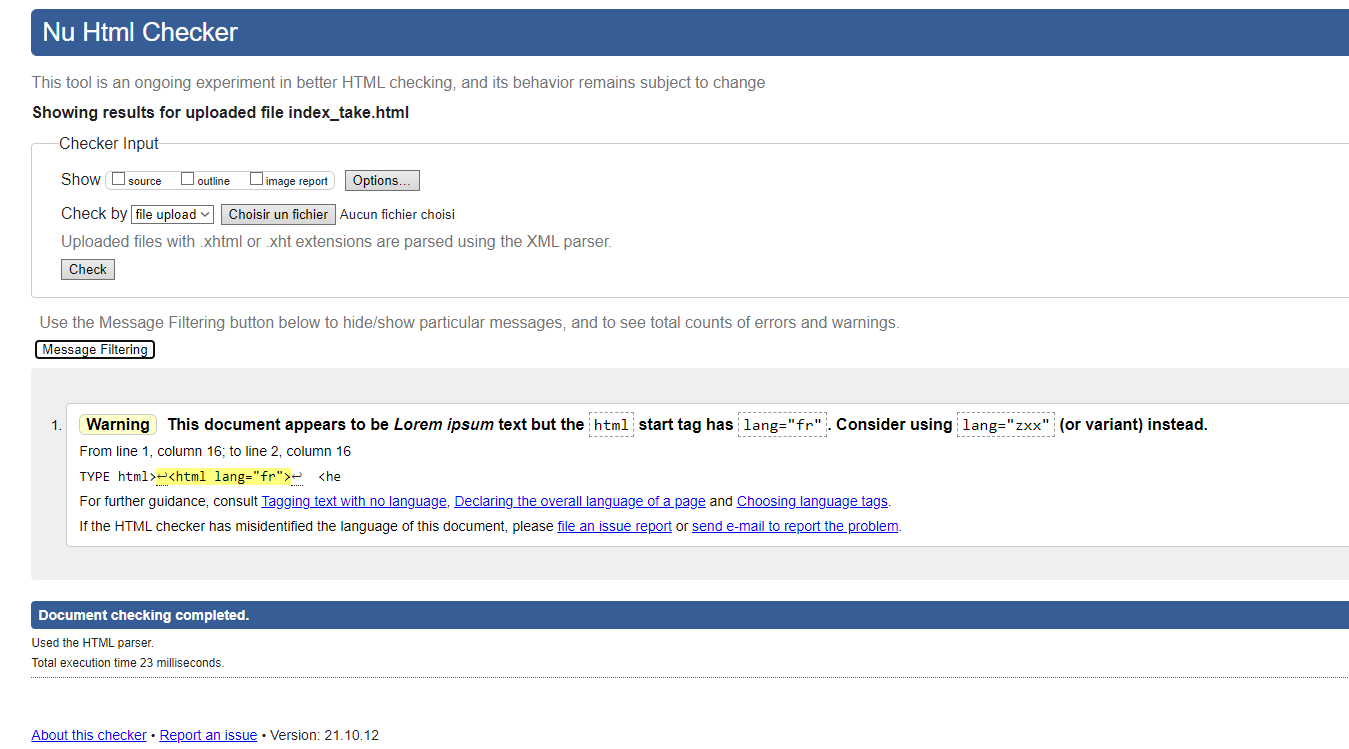 Nu Html Checker
This tool is an ongoing experiment in better HTML checking, and its behavior remains subject to change
Showing results for uploaded file index_take.html
Checker Input
Show source outline image report Options...
Check by file upload Choisir un fichier Aucun fichier choisi
Uploaded files with .xhtml or .xht extensions are parsed using the XML parser.
Check
Use the Message Filtering button below to hide/show particular messages, and to see total counts of errors and warnings.
Message Filtering
1. Warning This document appears to be Lorem ipsum text but the html start tag has lang="fr". Consider using lang="zxx" (or variant) instead.
From line 1, column 16; to line 2, column 16
TYPE html>↩<html lang="fr">↩ <he
For further guidance, consult Tagging text with no language, Declaring the overall language of a page and Choosing language tags.
If the HTML checker has misidentified the language of this document, please file an issue report or send e-mail to report the problem.
Document checking completed.
Used the HTML parser.
Total execution time 23 milliseconds.
About this checker • Report an issue • Version: 21.10.12